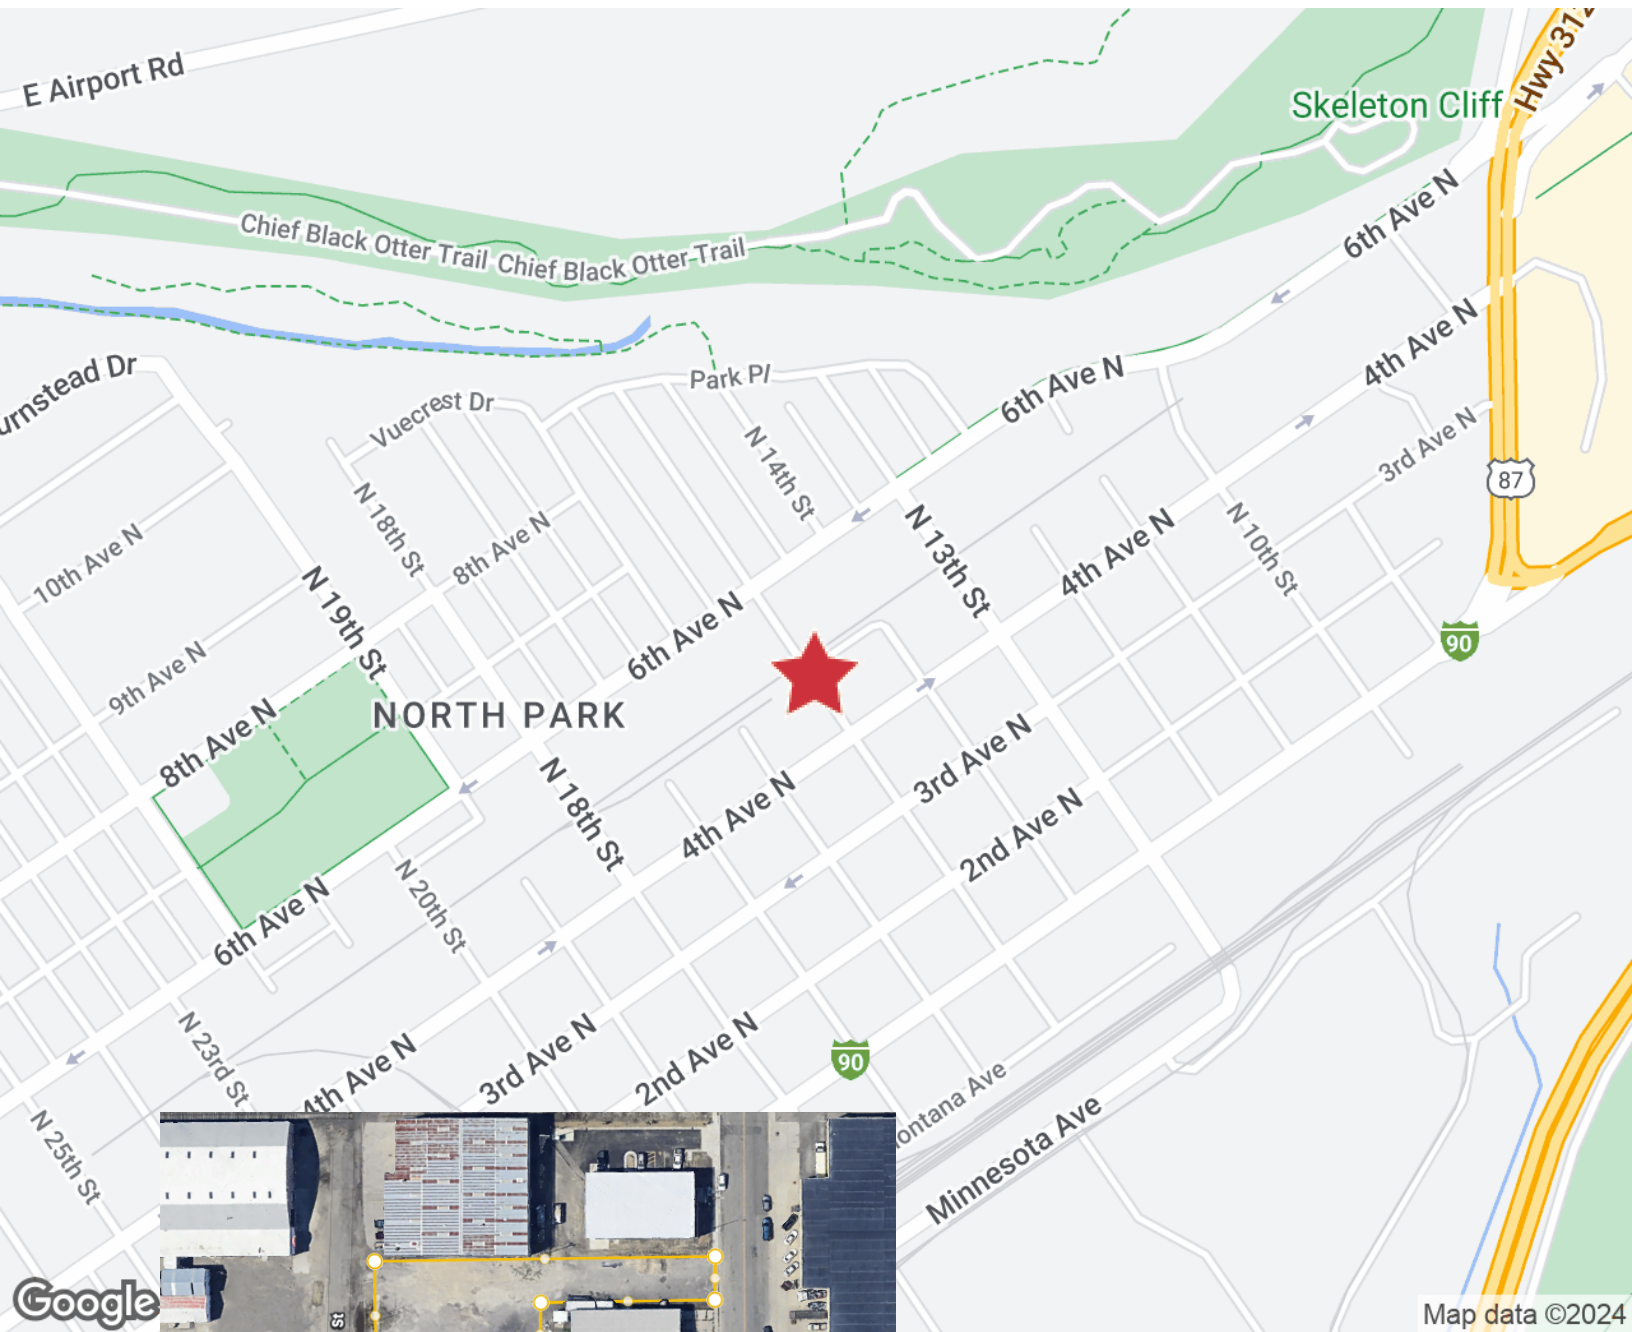 E Airport Rd
Hwy 312
Skeleton Cliff
Chief Black Otter Trail
Chief Black Otter Trail
6th Ave N
4th Ave N
urnstead Dr
Park Pl
Vuecrest Dr
6th Ave N
3rd Ave N
N 14th St
87
N 18th St
8th Ave N
10th Ave N
N 13th St
4th Ave N
N 10th St
N 19th St
6th Ave N
90
9th Ave N
NORTH PARK
8th Ave N
3rd Ave N
N 18th St
4th Ave N
2nd Ave N
N 20th St
6th Ave N
N 23rd St
4th Ave N
3rd Ave N
2nd Ave N
90
ontana Ave
N 25th St
Minnesota Ave
St
Google
Map data ©2024